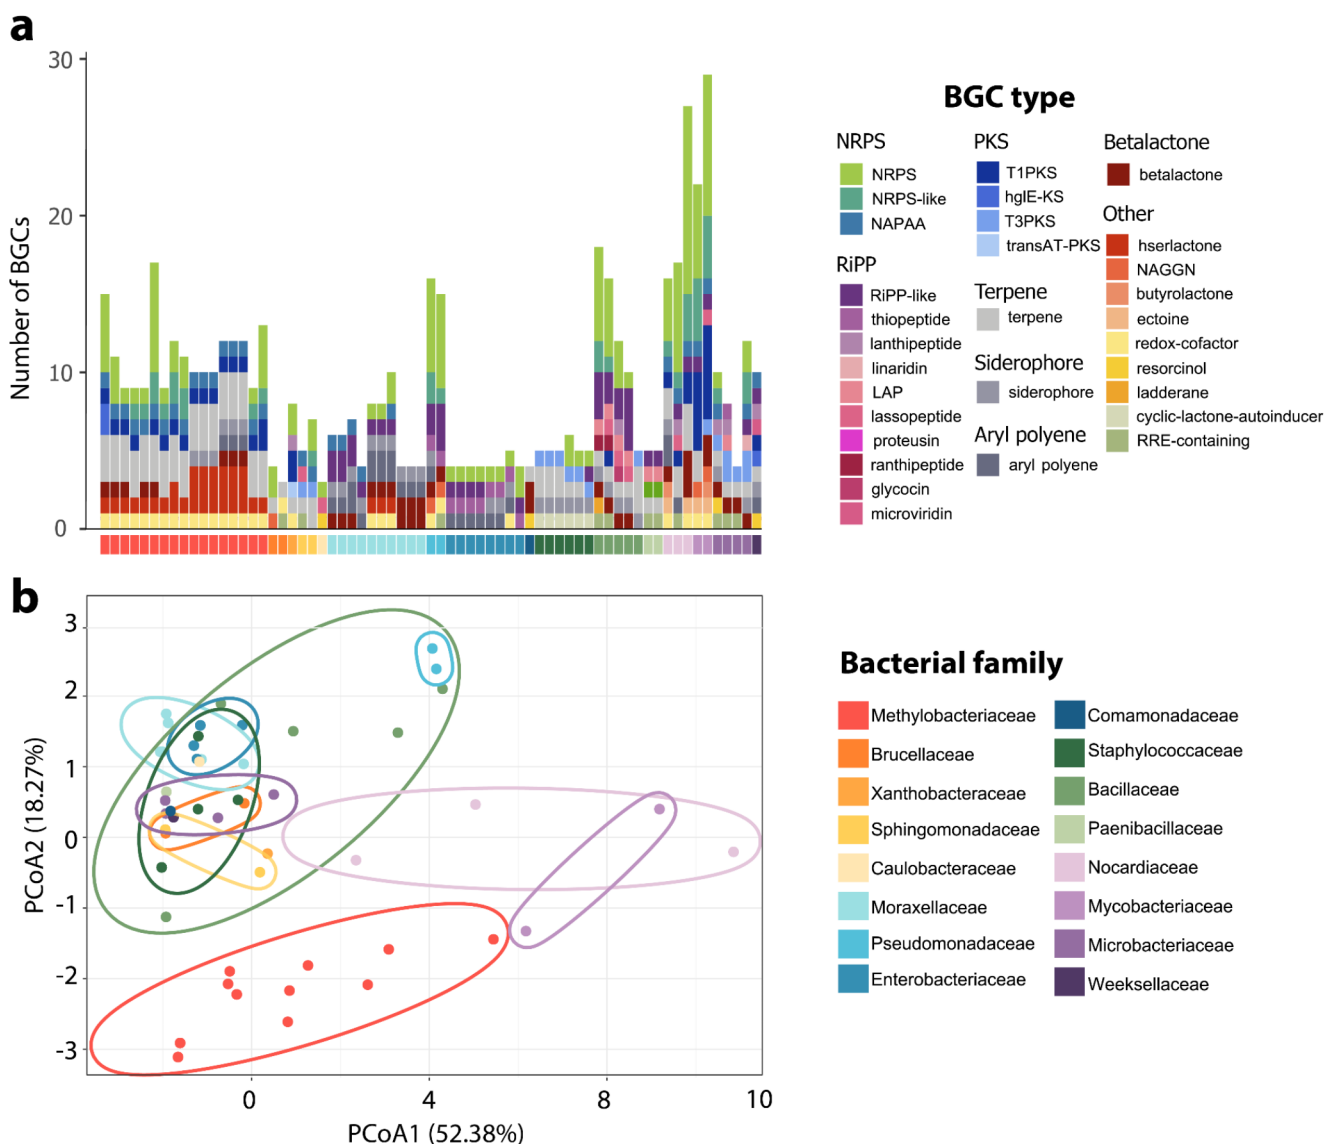 a
30
20
10
0
Number of BGCs
BGC type
NRPS
NRPS
NRPS-like
NAPAA
RiPP
RiPP-like
thiopeptide
lanthipeptide
linaridin
LAP
lassopeptide
proteusin
ranthipeptide
glycocin
microviridin
PKS
T1PKS
hglE-KS
T3PKS
transAT-PKS
Terpene
terpene
Siderophore
siderophore
Aryl polyene
aryl polyene
Betalactone
betalactone
Other
hserlactone
NAGGN
butyrolactone
ectoine
redox-cofactor
resorcinol
ladderane
cyclic-lactone-autoinducer
RRE-containing
b
3
2
1
0
-1
-2
-3
PCoA2 (18.27%)
0
4
8
10
PCoA1 (52.38%)
Bacterial family
Methylobacteriaceae
Brucellaceae
Xanthobacteraceae
Sphingomonadaceae
Caulobacteraceae
Moraxellaceae
Pseudomonadaceae
Enterobacteriaceae
Comamonadaceae
Staphylococcaceae
Bacillaceae
Paenibacillaceae
Nocardiaceae
Mycobacteriaceae
Microbacteriaceae
Weeksellaceae